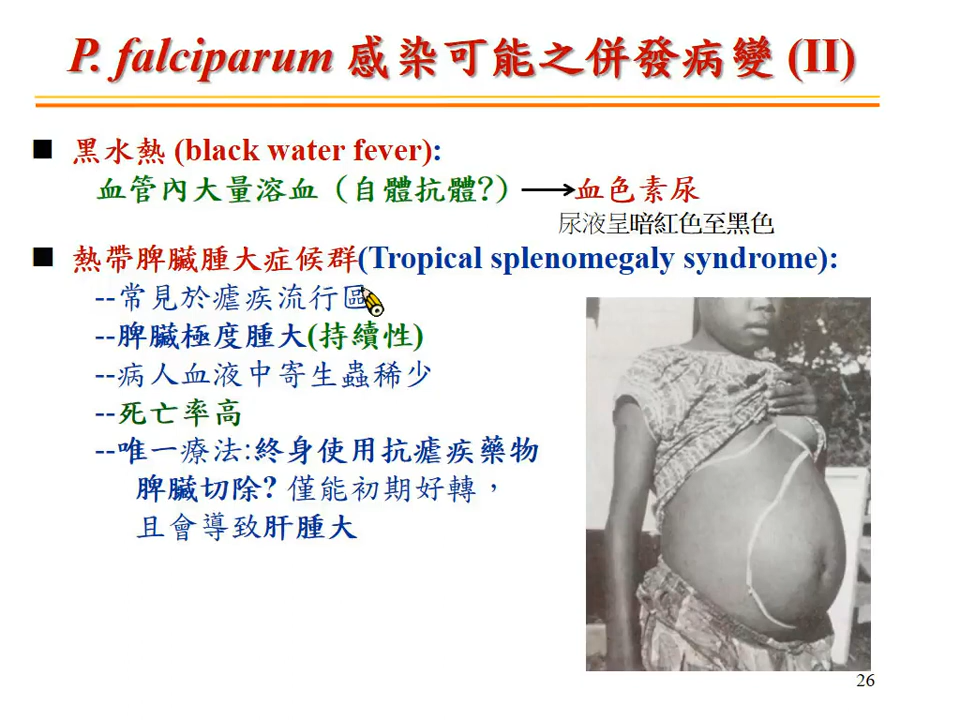 P. falciparum 感染可能之併發病變 (II)
■ 黑水熱 (black water fever):
血管內大量溶血（自體抗體?）⟶血色素尿
尿液呈暗紅色至黑色
■ 熱帶脾臟腫大症候群(Tropical splenomegaly syndrome):
--常見於瘧疾流行區
--脾臟極度腫大(持續性)
--病人血液中寄生蟲稀少
--死亡率高
--唯一療法:終身使用抗瘧疾藥物
脾臟切除? 僅能初期好轉，
且會導致肝腫大
26